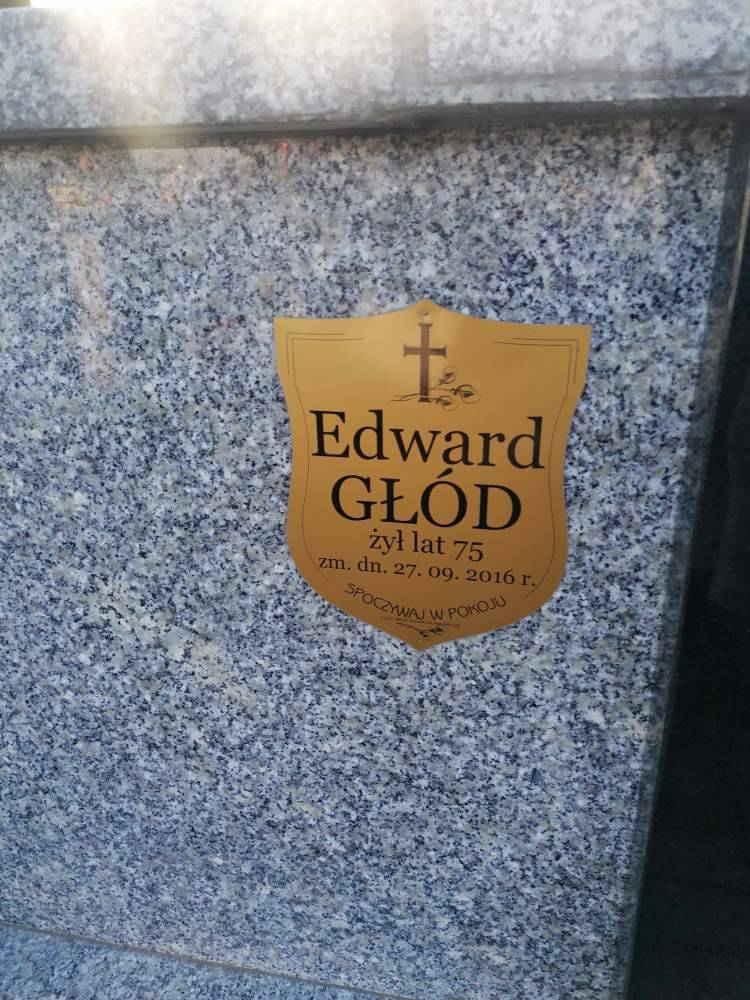 Edward
GŁÓD
żył lat 75
zm. dn. 27. 09. 2016 r.
SPOCZYWAJ W POKOJU